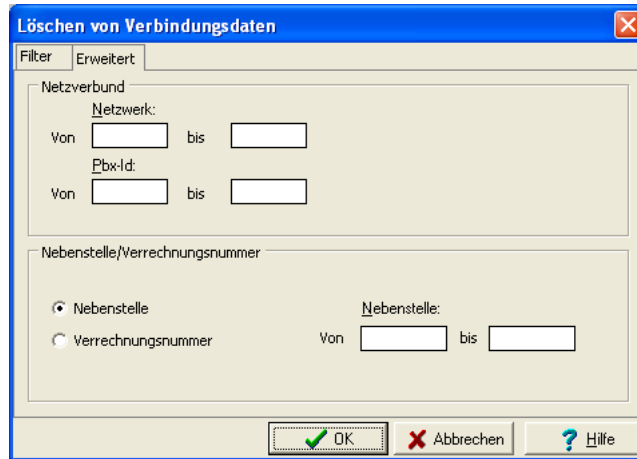 Löschen von Verbindungsdaten
Filter Erweitert
Netzverbund
Netzwerk:
Von bis
Pbx-Id:
Von bis
Nebenstelle/Verrechnungsnummer
Nebenstelle Nebenstelle:
Verrechnungsnummer Von bis
OK Abbrechen ? Hilfe